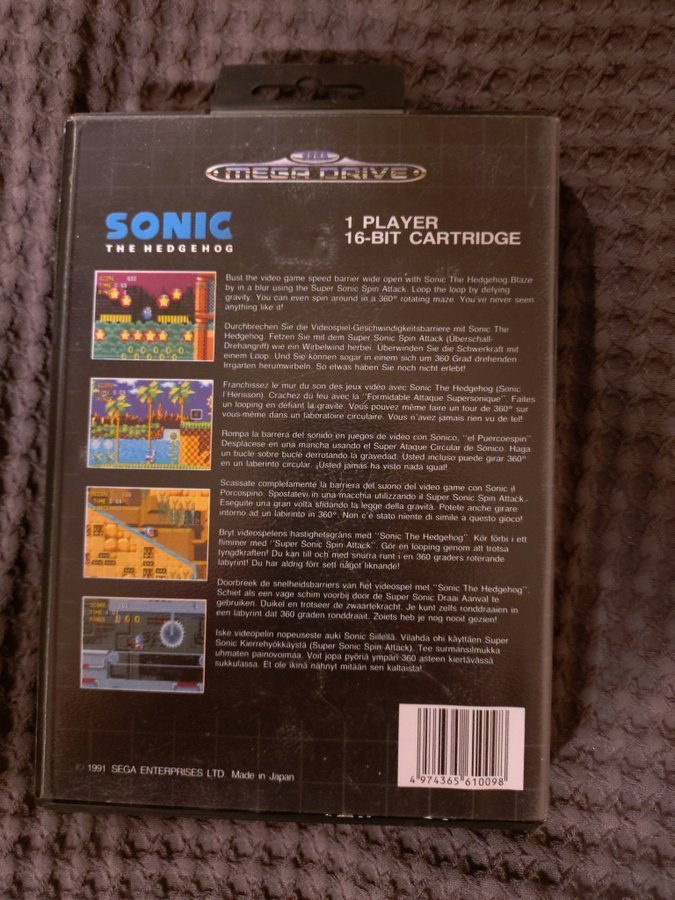 SEGA
MEGA DRIVE
SONIC
THE HEDGEHOG
1 PLAYER
16-BIT CARTRIDGE
Bust the video game speed barrier wide open with Sonic The Hedgehog Blaze
by in a blur using the Super Sonic Spin Attack. Loop the loop by defying
gravity. You can even spin around in a 360° rotating maze. You've never seen
anything like it!
Durchbrechen Sie die Videospiel-Geschwindigkeitsbarriere mit Sonic The
Hedgehog. Fetzen Sie mit dem Super Sonic Spin Attack (Überschall-
Drehangriff) wie ein Wirbelwind herbei. Überwinden Sie die Schwerkraft mit
einem Loop. Und Sie können sogar in einem sich um 360 Grad drehenden
Irrgarten herumwirbeln. So etwas haben Sie noch nicht erlebt!
Franchissez le mur du son des jeux vidéo avec Sonic The Hedgehog (Sonic
l'Hérisson). Crachez du feu avec la "Formidable Attaque Supersonique". Faites
un looping en défiant la gravité. Vous pouvez même faire un tour de 360° sur
vous-même dans un laboratoire circulaire. Vous n'avez jamais rien vu de tel!
Rompa la barrera del sonido en juegos de video con Sónico, "el Puercoespin"
Desplacese en una mancha usando el Super Ataque Circular de Sónico. Haga
un bucle sobre bucle derrotando la gravedad. Usted incluso puede girar 360°
en un laberinto circular. ¡Usted jamás ha visto nada igual!
Scassate completamente la barriera del suono del video game con Sonic il
Porcospino. Spostatevi in una macchia utilizzando il Super Sonic Spin Attack.
Eseguite una gran volta sfidando la legge della gravità. Potete anche girare
intorno ad un labirinto in 360°. Non c'è stato niente di simile a questo gioco!
Bryt videospelens hastighetsgräns med "Sonic The Hedgehog". Kör förbi i ett
flimmer med "Super Sonic Spin Attack". Gör en looping genom att trotsa
tyngdkraften! Du kan till och med snurra runt i en 360 graders roterande
labyrint! Du har aldrig förr sett något liknande!
Doorbreek de snelheidsbarriers van het videospel met "Sonic The Hedgehog".
Schiet als een vage schim voorbij door de Super Sonic Draai Aanval te
gebruiken. Duikel en trotseer de zwaartekracht. Je kunt zelfs ronddraaien in
een labyrint dat 360 graden ronddraait. Zoiets heb je nog nooit gezien!
Iske videopelin nopeuseste auki Sonic Siilellä. Vilahda ohi käyttäen Super
Sonic Kierrehyökkäystä (Super Sonic Spin Attack). Tee surmansilmukka
uhmaten painovoimaa. Voit jopa pyöriä ympäri 360 asteen kiertävässä
sukkulassa. Et ole ikinä nähnyt mitään sen kaltaista!
© 1991 SEGA ENTERPRISES LTD. Made in Japan
4 974365 610098